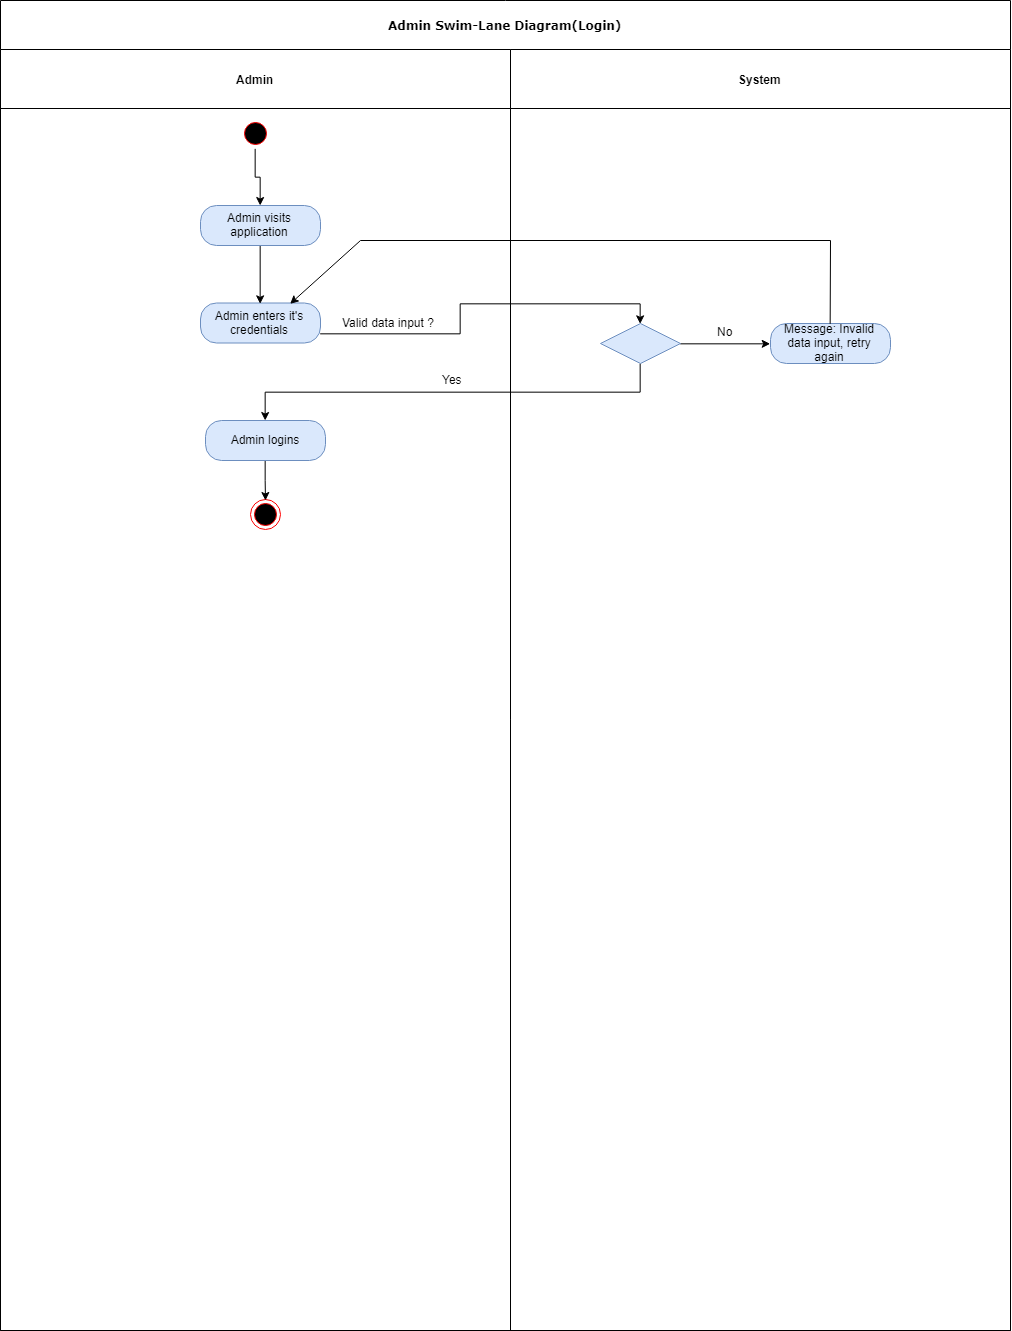 Admin Swim-Lane Diagram(Login)
Admin
System
Admin visits
application
Admin enters it's
credentials
Valid data input ?
No
Message: Invalid
data input, retry
again
Yes
Admin logins